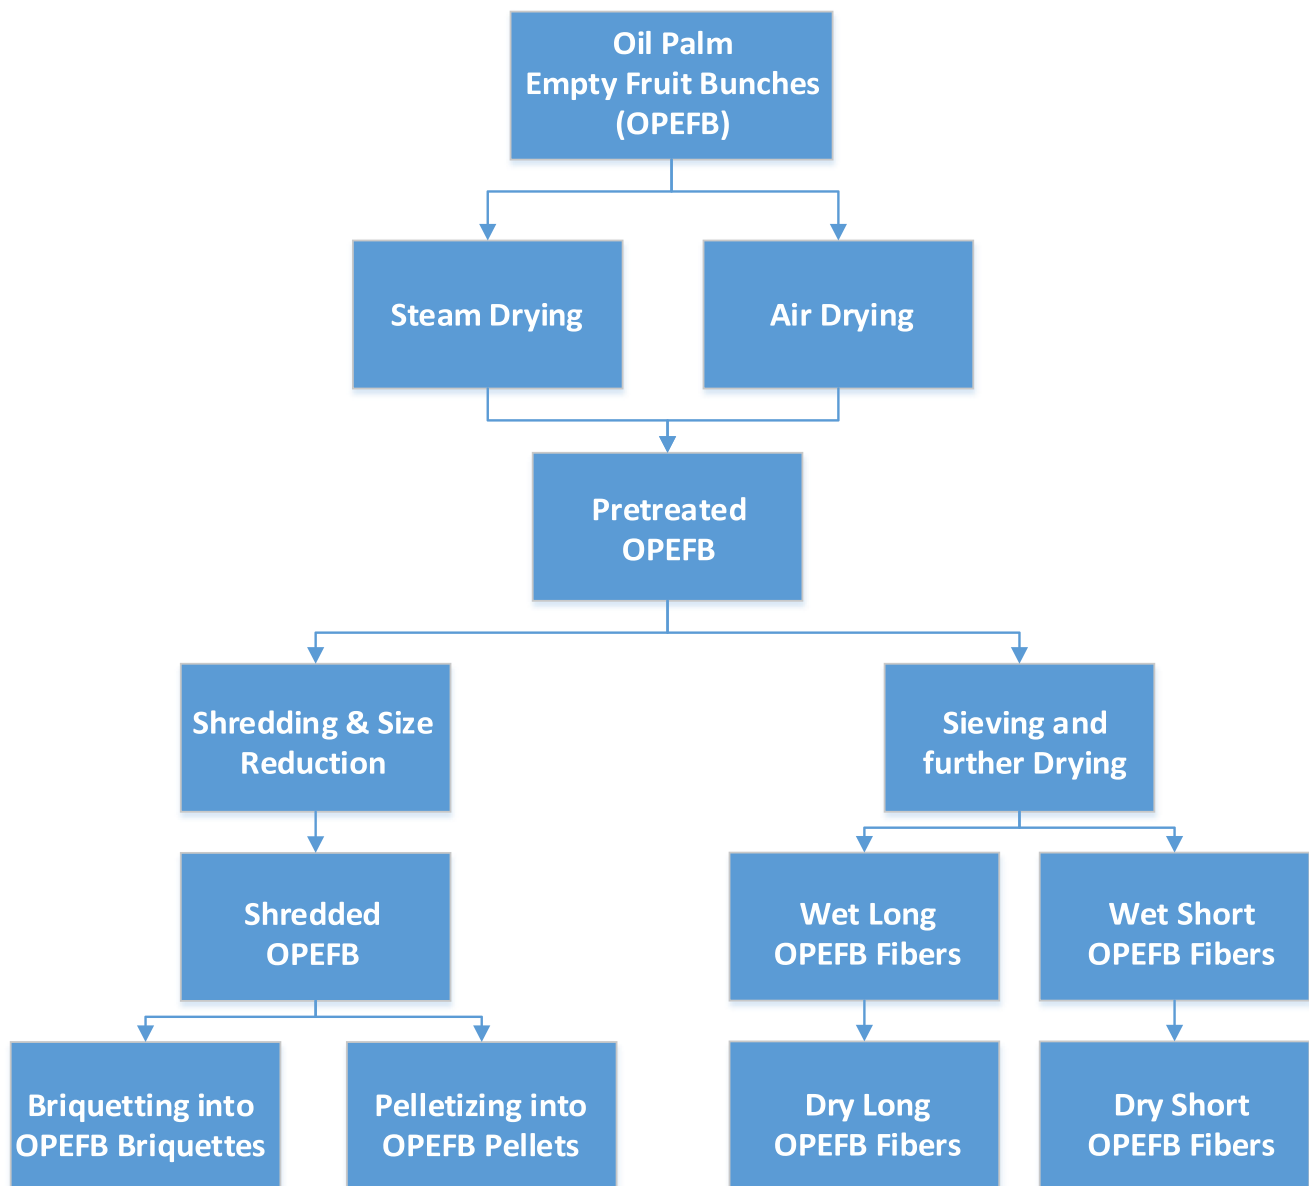 Oil Palm
Empty Fruit Bunches
(OPEFB)
Steam Drying
Air Drying
Pretreated
OPEFB
Shredding & Size
Reduction
Sieving and
further Drying
Shredded
OPEFB
Wet Long
OPEFB Fibers
Wet Short
OPEFB Fibers
Briquetting into
OPEFB Briquettes
Pelletizing into
OPEFB Pellets
Dry Long
OPEFB Fibers
Dry Short
OPEFB Fibers